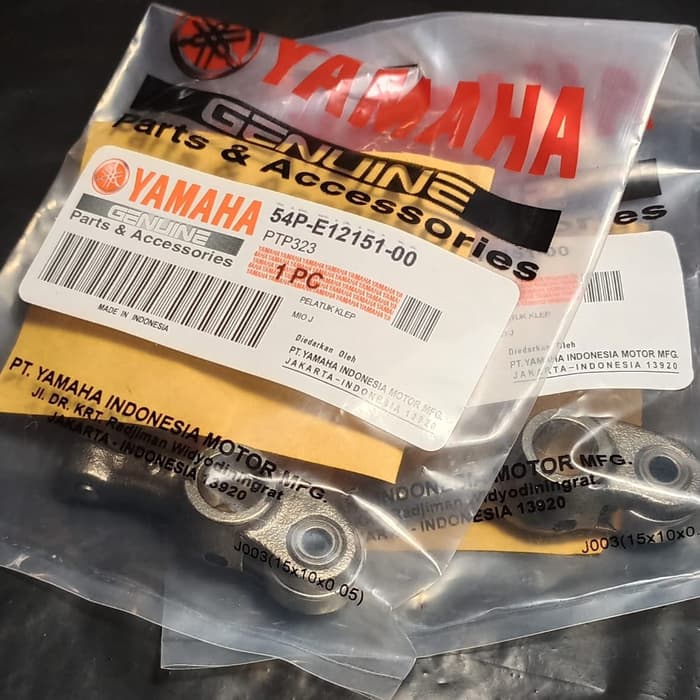 YAMAHA
GENUINE
Parts & Accessories
YAMAHA
GENUINE
Parts & Accessories
54P-E12151-00
PTP323
1 PC
PELATUK KLEP
MIO J
MADE IN INDONESIA
Diedarkan Oleh
PT. YAMAHA INDONESIA MOTOR MFG.
JAKARTA-INDONESIA 13920
PT. YAMAHA INDONESIA MOTOR MFG.
Jl. DR. KRT. Radjiman Widyodiningrat
JAKARTA - INDONESIA 13920
J003(15x10x0.05)
00
KLEP
MIO J
Diedarkan Oleh
PT. YAMAHA INDONESIA MOTOR MFG.
JAKARTA-INDONESIA 13920
INDONESIA MOTOR MFG.
Radjiman Widyodiningrat
INDONESIA 13920
J003(15x10x0.